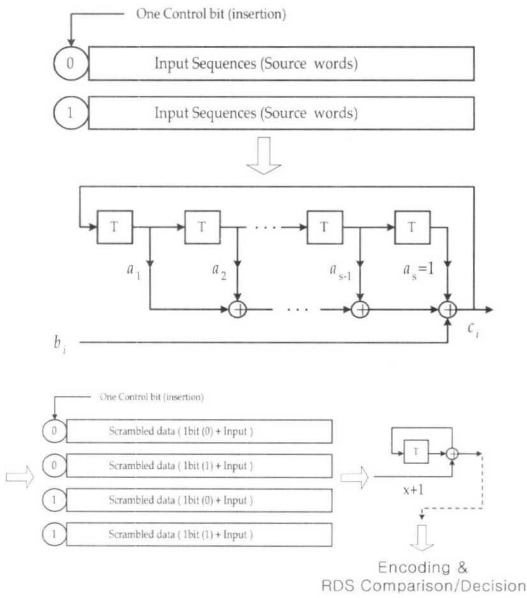 One Control bit (insertion)
0 Input Sequences (Source words)
1 Input Sequences (Source words)
T T . . . T T
a1 a2 as-1 as=1
+ . . . + +
bi ci
One Control bit (insertion)
0 Scrambled data ( 1bit (0) + Input )
0 Scrambled data ( 1bit (1) + Input )
1 Scrambled data ( 1bit (0) + Input )
1 Scrambled data ( 1bit (1) + Input )
T +
x+1
Encoding &
RDS Comparison/Decision